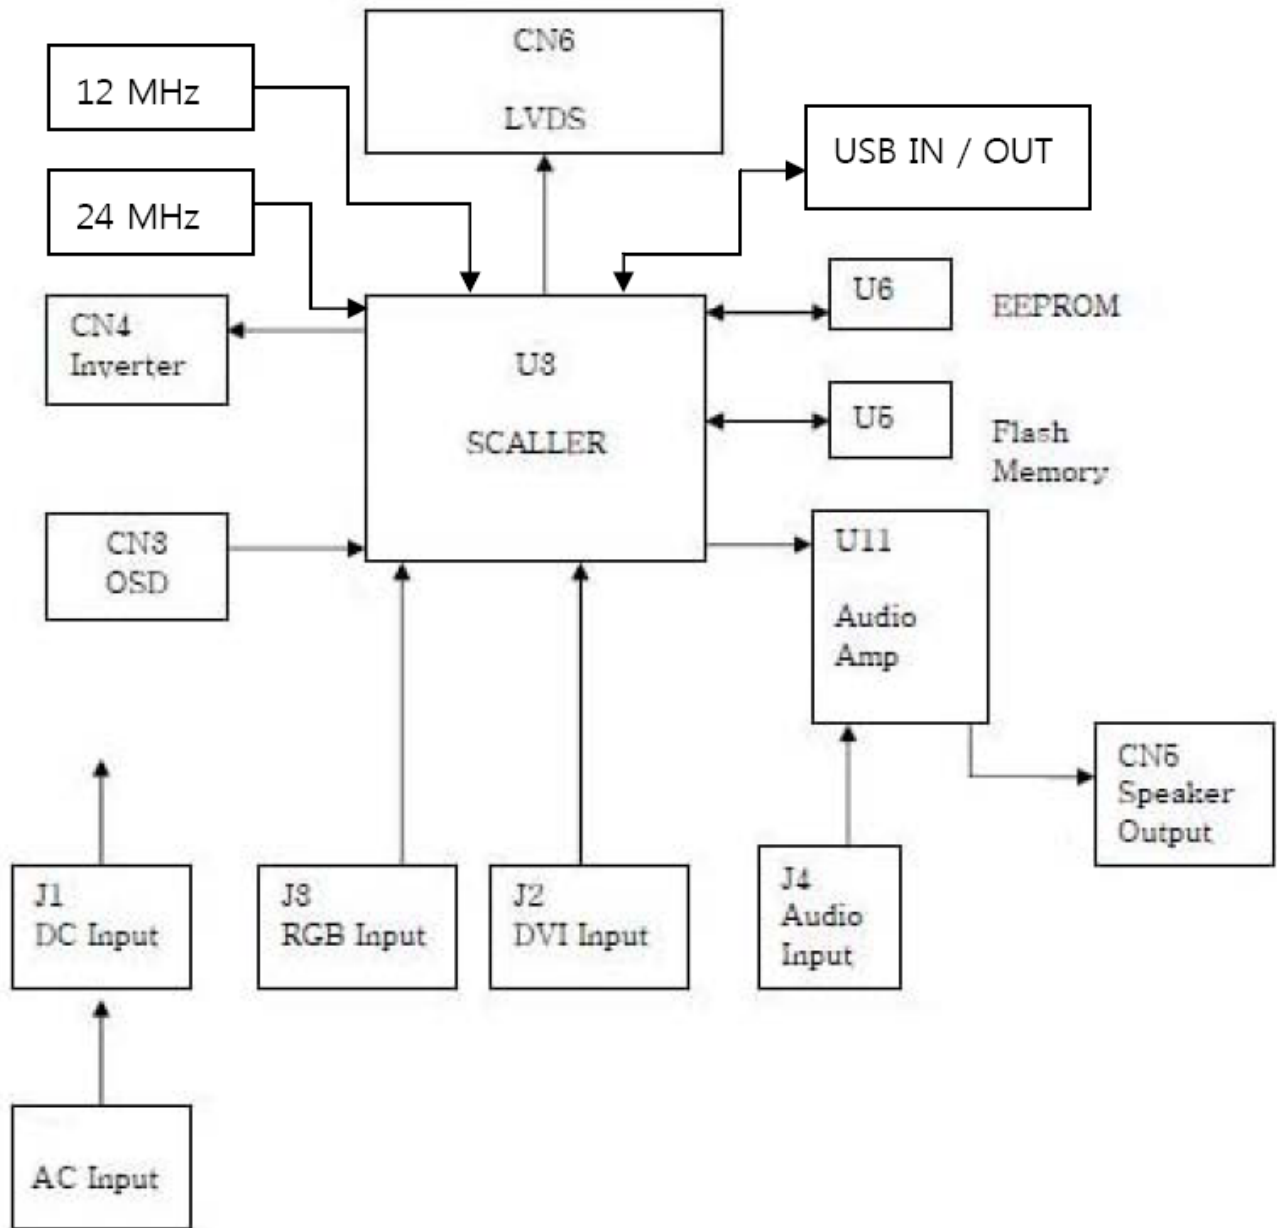 CN6
LVDS
12 MHz
24 MHz
USB IN / OUT
CN4
Inverter
U3
SCALLER
U6
EEPROM
U5
Flash
Memory
CN3
OSD
U11
Audio
Amp
CN5
Speaker
Output
J1
DC Input
J3
RGB Input
J2
DVI Input
J4
Audio
Input
AC Input